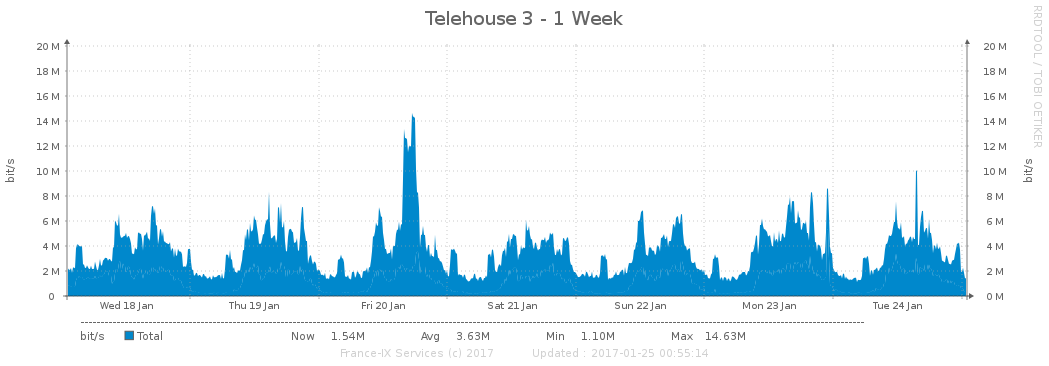 Telehouse 3 - 1 Week
RRDTOOL / TOBI OETIKER
bit/s
bit/s
20 M 20 M
18 M 18 M
16 M 16 M
14 M 14 M
12 M 12 M
10 M 10 M
8 M 8 M
6 M 6 M
4 M 4 M
2 M 2 M
0 0 M
Wed 18 Jan Thu 19 Jan Fri 20 Jan Sat 21 Jan Sun 22 Jan Mon 23 Jan Tue 24 Jan
bit/s Total Now 1.54M Avg 3.63M Min 1.10M Max 14.63M
France-IX Services (c) 2017 Updated : 2017-01-25 00:55:14